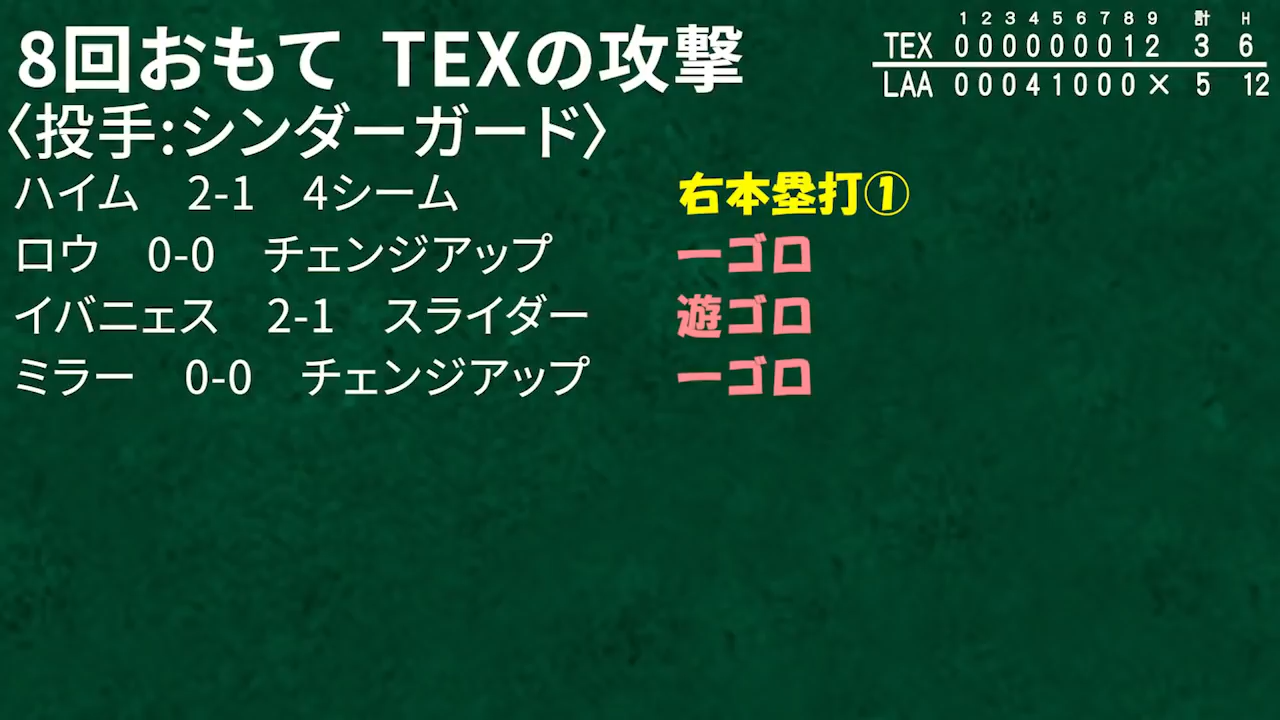 8回おもて TEXの攻撃
〈投手:シンダーガード〉
1 2 3 4 5 6 7 8 9 計 H
TEX 0 0 0 0 0 0 0 1 2 3 6
LAA 0 0 0 4 1 0 0 0 × 5 12
ハイム 2-1 4シーム 右本塁打①
ロウ 0-0 チェンジアップ 一ゴロ
イバニェス 2-1 スライダー 遊ゴロ
ミラー 0-0 チェンジアップ 一ゴロ